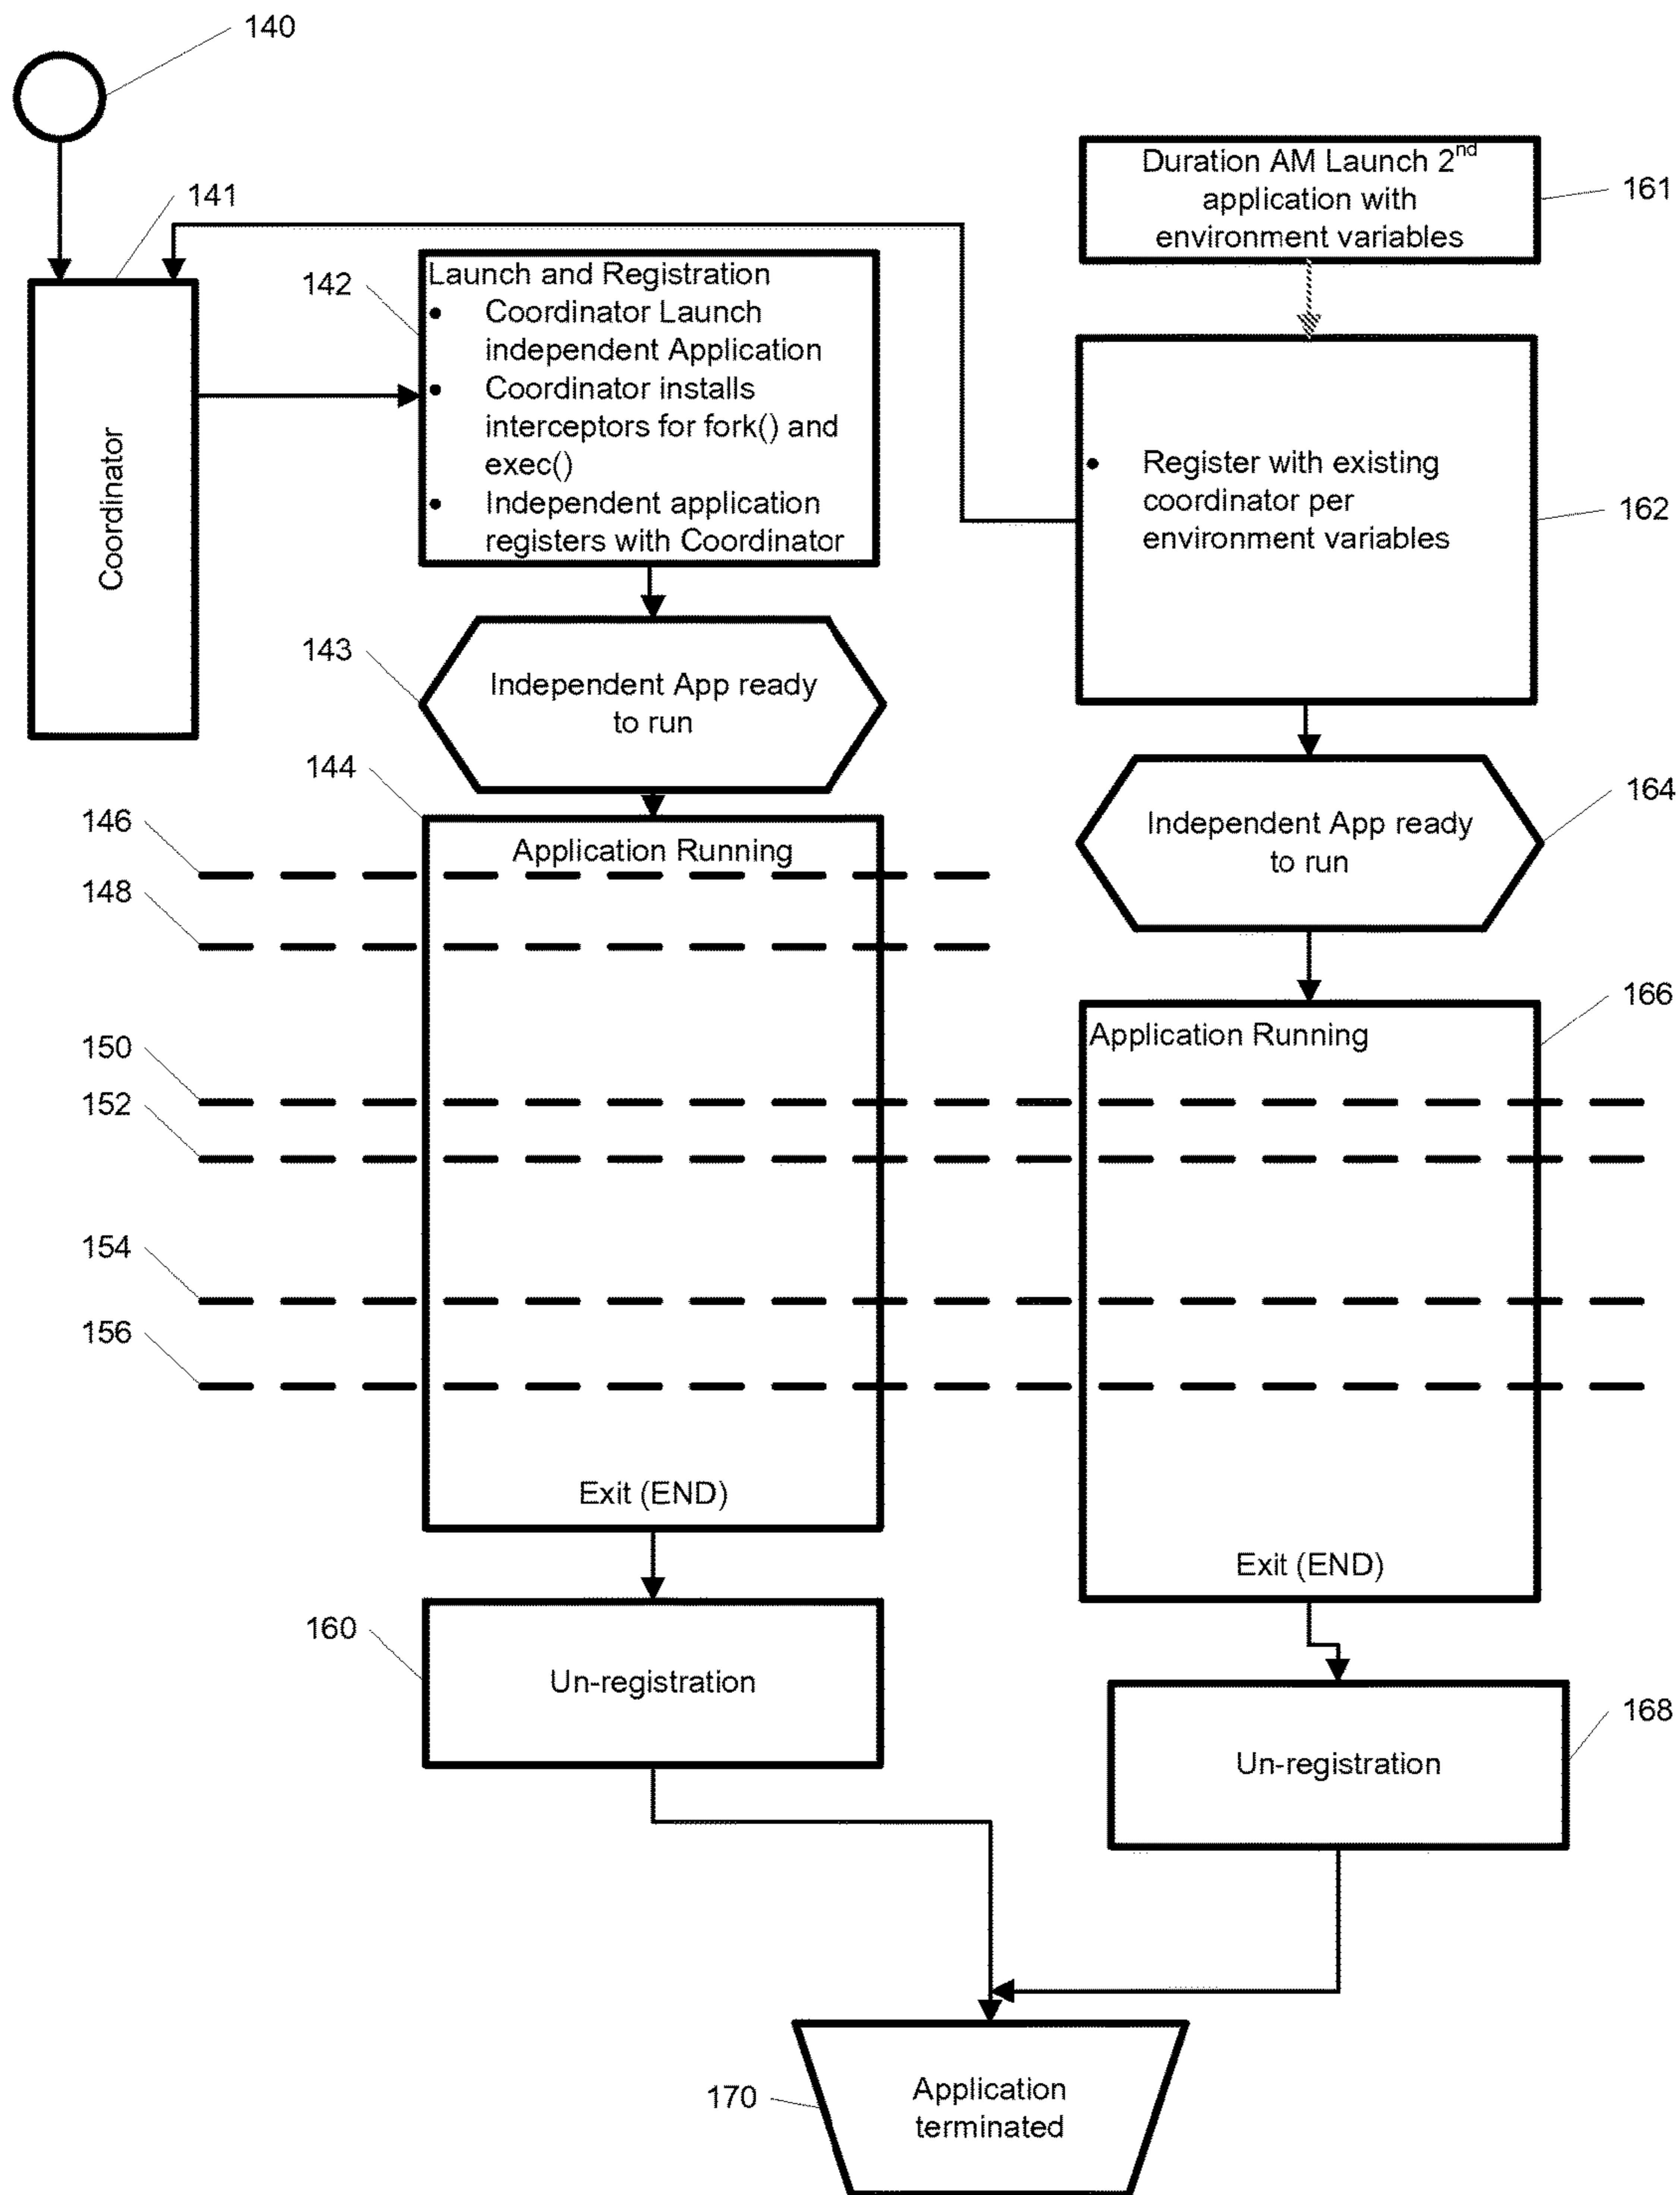 140
Duration AM Launch 2nd
application with
environment variables
161
141
142
Launch and Registration
• Coordinator Launch
independent Application
• Coordinator installs
interceptors for fork() and
exec()
• Independent application
registers with Coordinator
Coordinator
• Register with existing
coordinator per
environment variables
162
143
Independent App ready
to run
144
164
Independent App ready
to run
146
Application Running
148
166
Application Running
150
152
154
156
Exit (END)
Exit (END)
160
Un-registration
168
Un-registration
170
Application
terminated